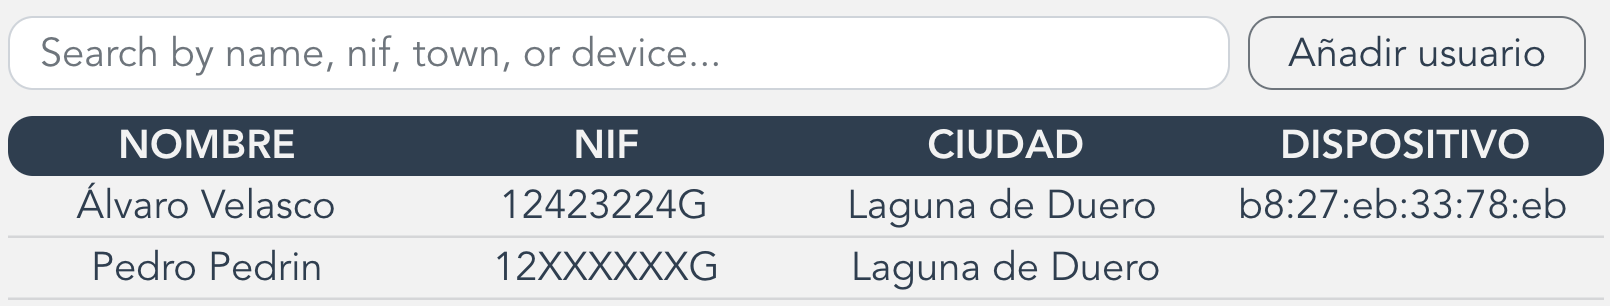 Search by name, nif, town, or device... Añadir usuario
NOMBRE NIF CIUDAD DISPOSITIVO
Álvaro Velasco 12423224G Laguna de Duero b8:27:eb:33:78:eb
Pedro Pedrin 12XXXXXXG Laguna de Duero